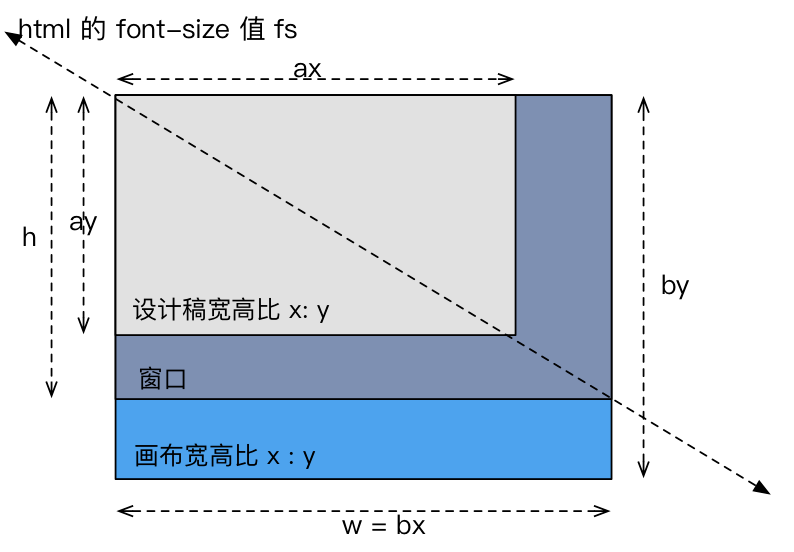 html 的 font-size 值 fs
ax
ay
h
by
设计稿宽高比 x: y
窗口
画布宽高比 x : y
w = bx